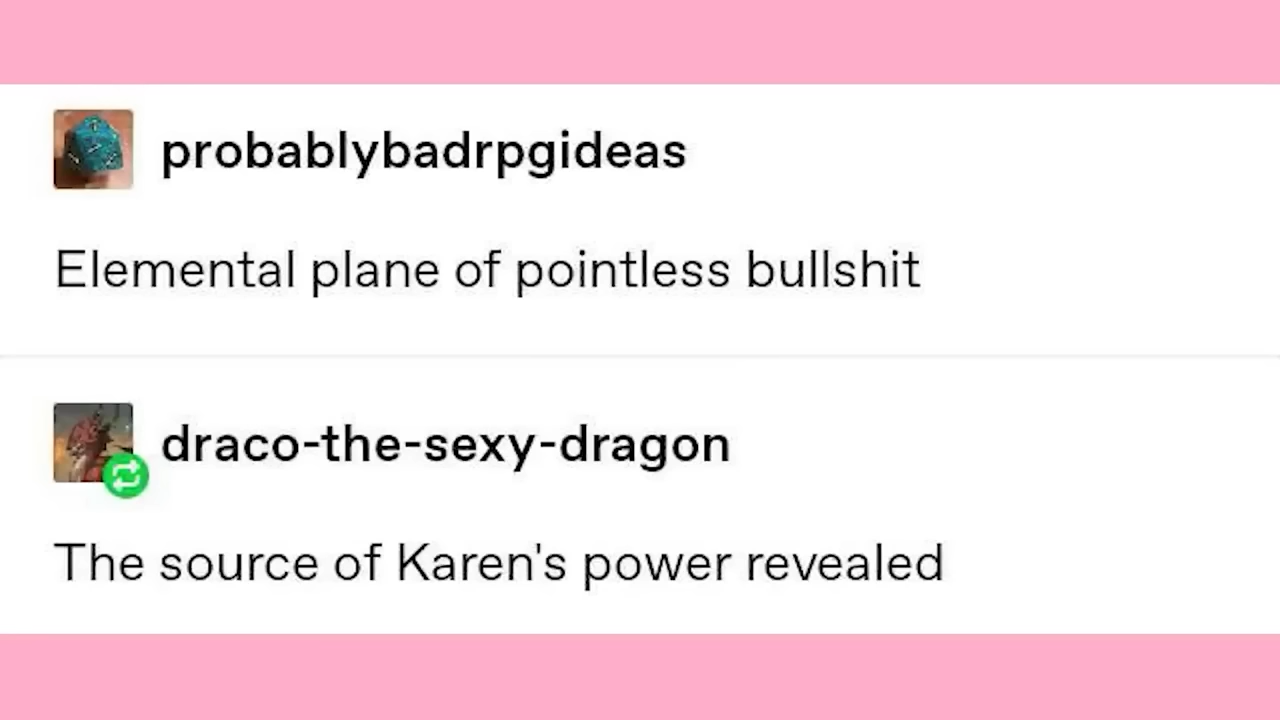 probablybadrpgideas
Elemental plane of pointless bullshit
draco-the-sexy-dragon
The source of Karen's power revealed